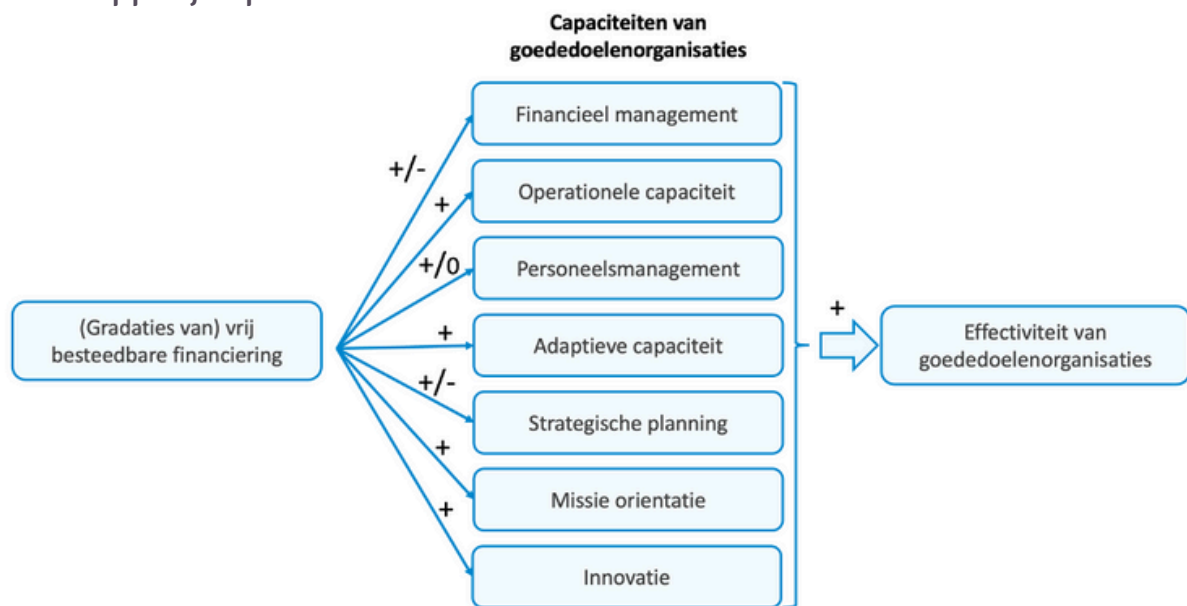 Capaciteiten van
goededoelenorganisaties
Financieel management
+/-
Operationele capaciteit
+
Personeelsmanagement
+/0
(Gradaties van) vrij
besteedbare financiering
Adaptieve capaciteit
+
+
Effectiviteit van
goededoelenorganisaties
+/-
Strategische planning
+
Missie orientatie
+
Innovatie